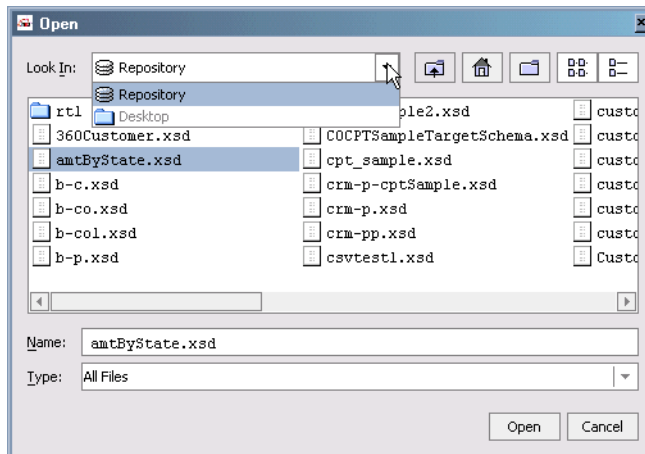 Open
Look In: Repository
Repository
Desktop
rtl
360Customer.xsd
amtByState.xsd
b-c.xsd
b-co.xsd
b-col.xsd
b-p.xsd
ple2.xsd
COCPTSampleTargetSchema.xsd
cpt_sample.xsd
crm-p-cptSample.xsd
crm-p.xsd
crm-pp.xsd
csvtest1.xsd
custo
custo
custo
custo
custo
custo
Custo
Name: amtByState.xsd
Type: All Files
Open Cancel